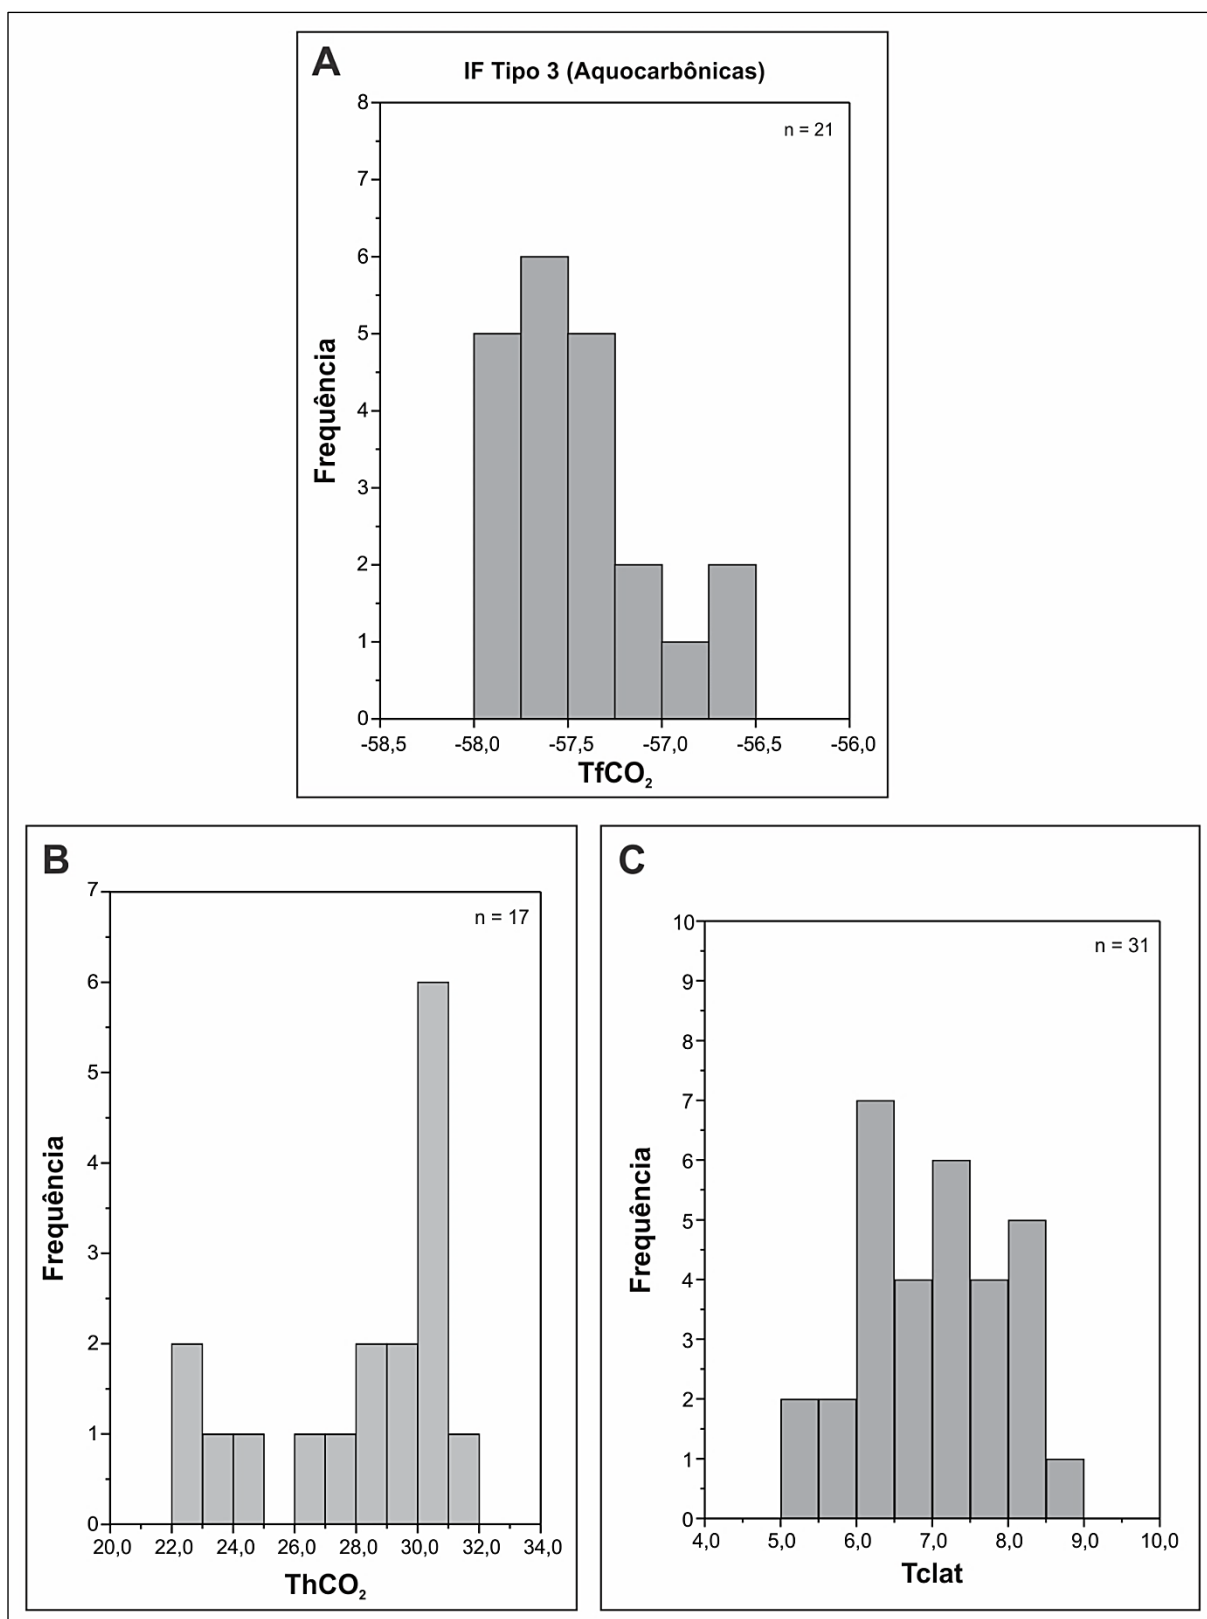 A
IF Tipo 3 (Aquocarbônicas)
n = 21
8
7
6
5
4
3
2
1
0
Frequência
-58,5 -58,0 -57,5 -57,0 -56,5 -56,0
TfCO₂
B
n = 17
7
6
5
4
3
2
1
0
Frequência
20,0 22,0 24,0 26,0 28,0 30,0 32,0 34,0
ThCO₂
C
n = 31
10
9
8
7
6
5
4
3
2
1
0
Frequência
4,0 5,0 6,0 7,0 8,0 9,0 10,0
Tclat